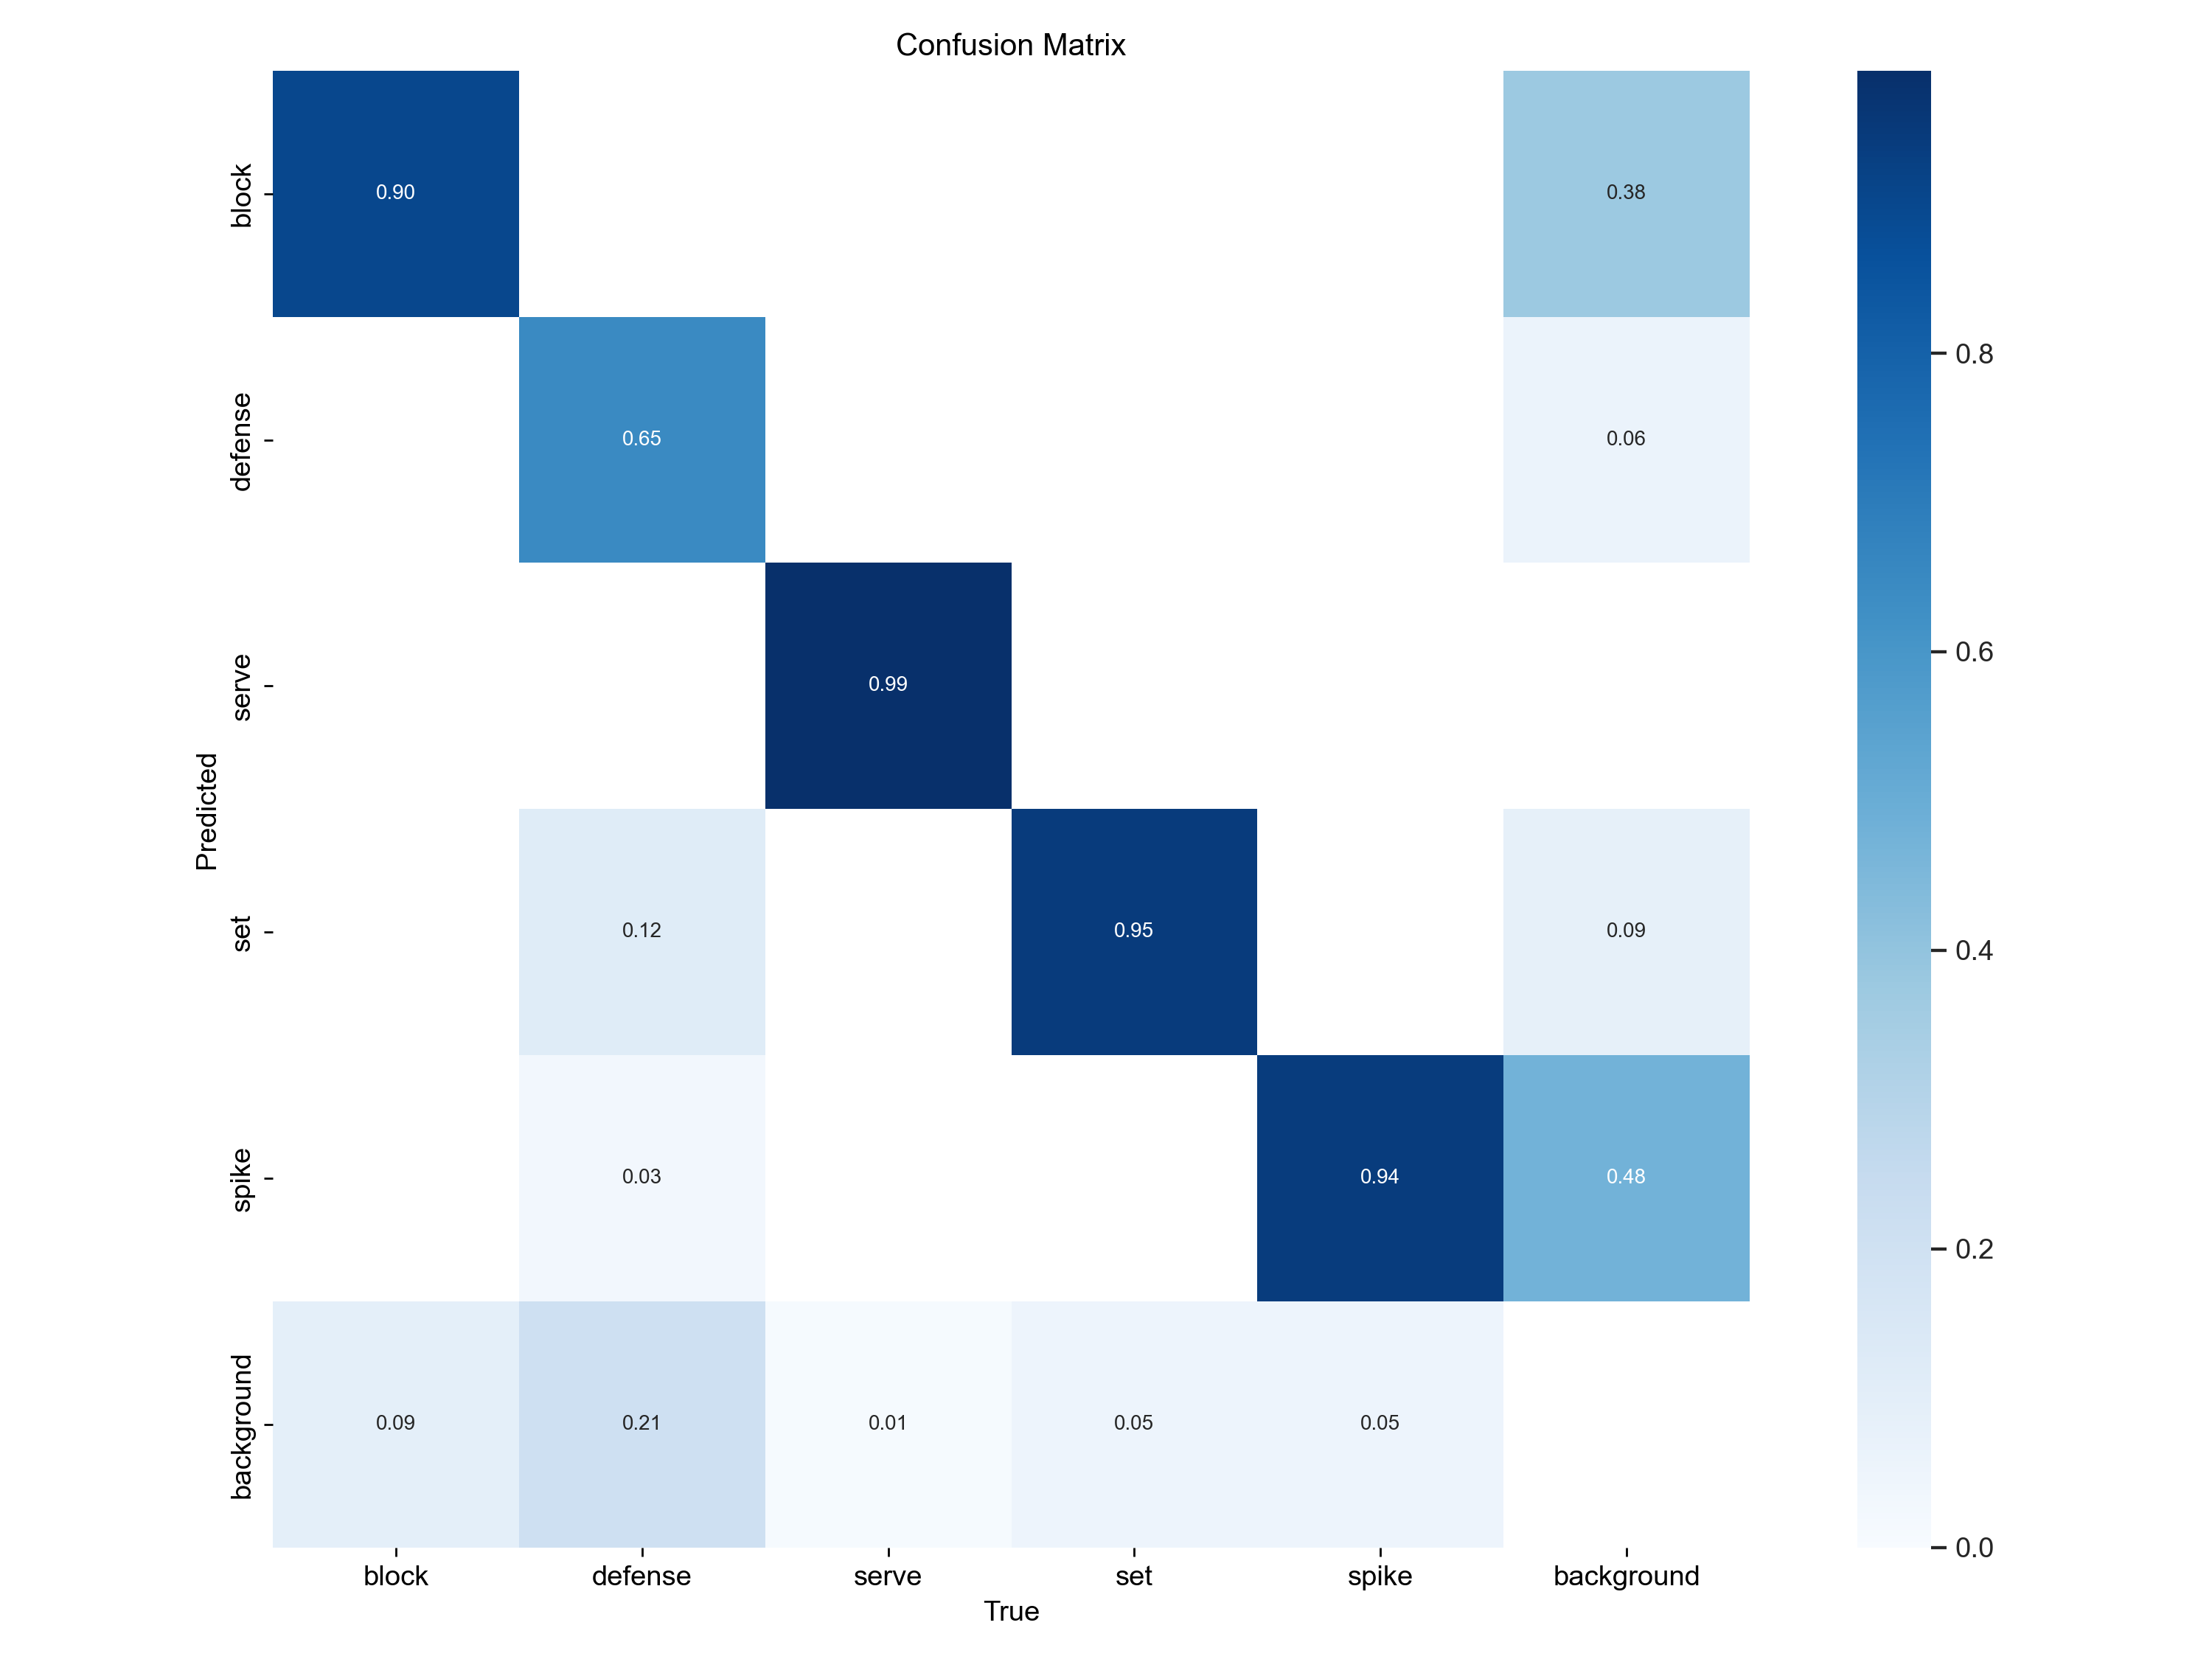 Confusion Matrix
block
0.90
0.38
defense
0.65
0.06
0.8
serve
0.99
0.6
Predicted
set
0.12
0.95
0.09
0.4
spike
0.03
0.94
0.48
0.2
background
0.09
0.21
0.01
0.05
0.05
0.0
block
defense
serve
set
spike
background
True